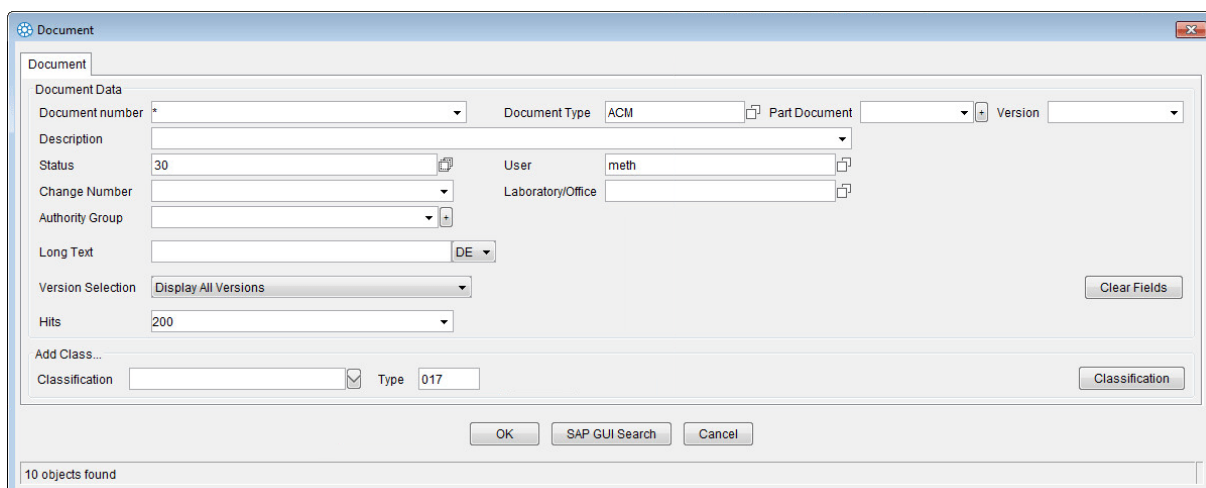 Document
Document
Document Data
Document number * Document Type ACM Part Document + Version
Description
Status 30 User meth
Change Number Laboratory/Office
Authority Group +
Long Text DE
Version Selection Display All Versions Clear Fields
Hits 200
Add Class...
Classification Type 017 Classification
OK SAP GUI Search Cancel
10 objects found